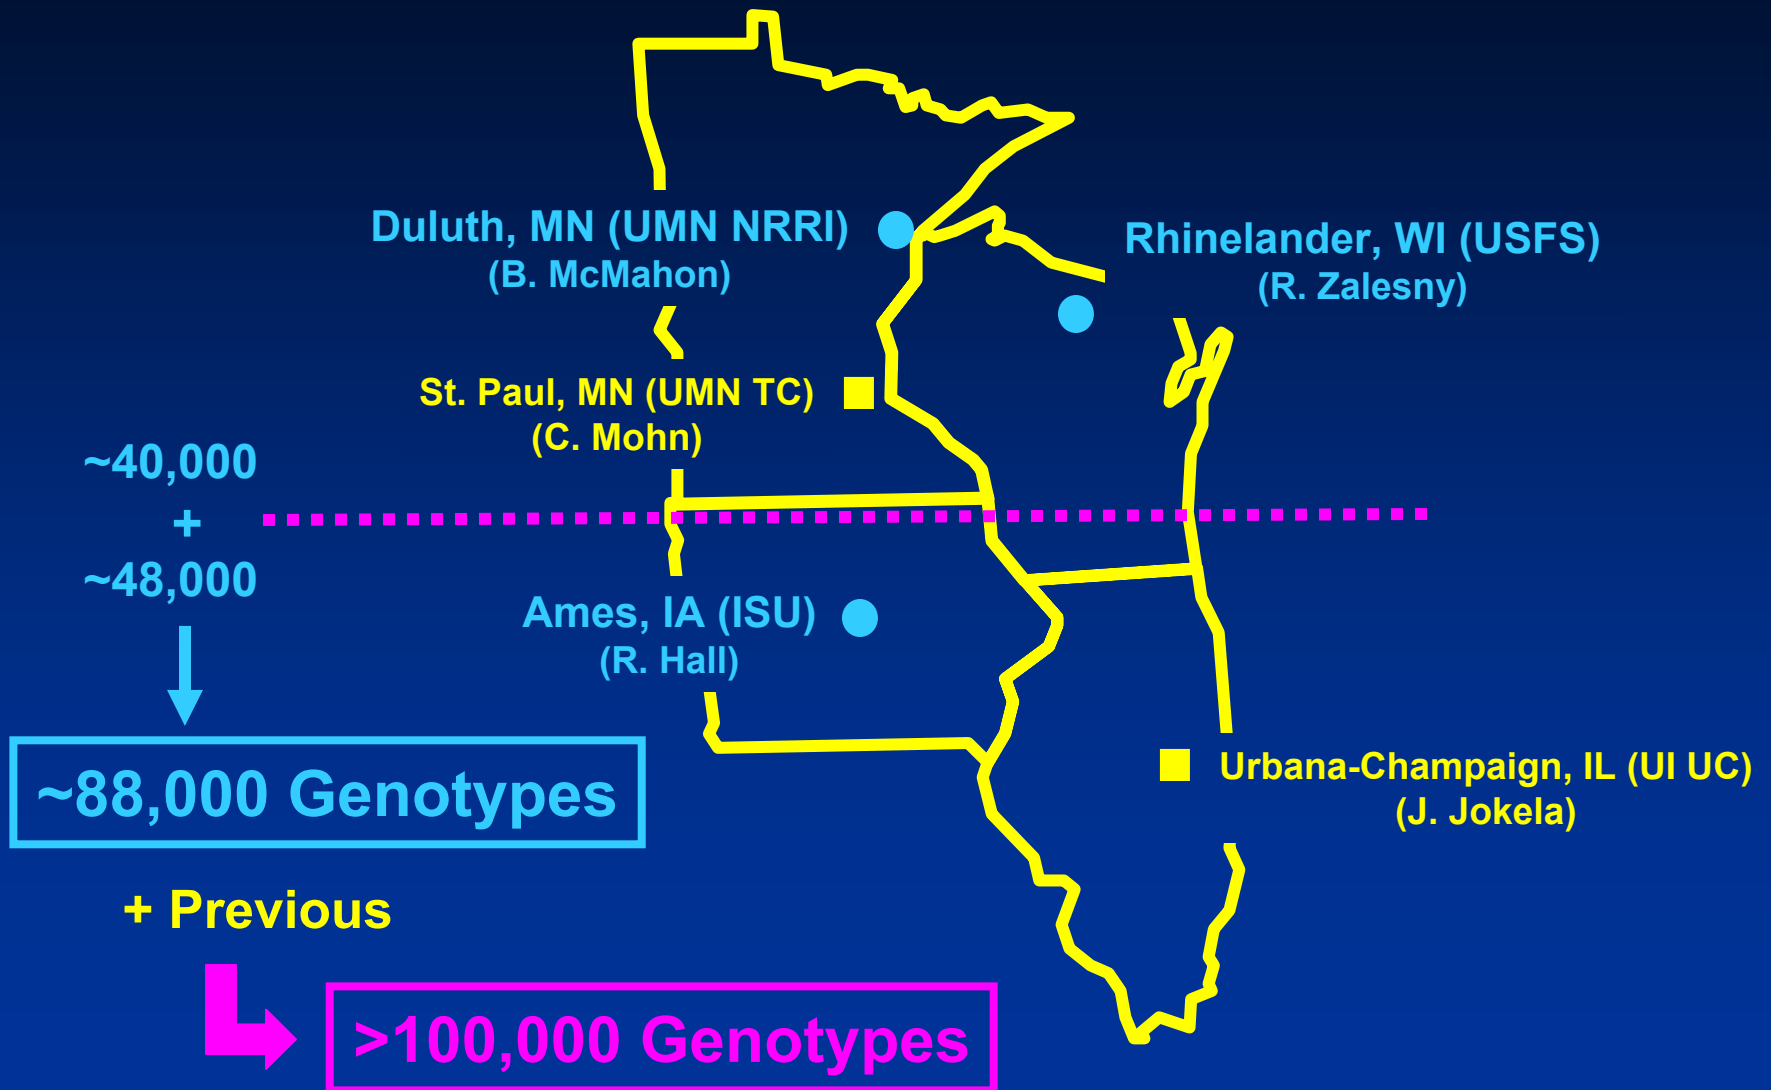 Duluth, MN (UMN NRRI)
(B. McMahon)
Rhinelander, WI (USFS)
(R. Zalesny)
St. Paul, MN (UMN TC)
(C. Mohn)
~40,000
+
~48,000
Ames, IA (ISU)
(R. Hall)
~88,000 Genotypes
Urbana-Champaign, IL (UI UC)
(J. Jokela)
+ Previous
>100,000 Genotypes